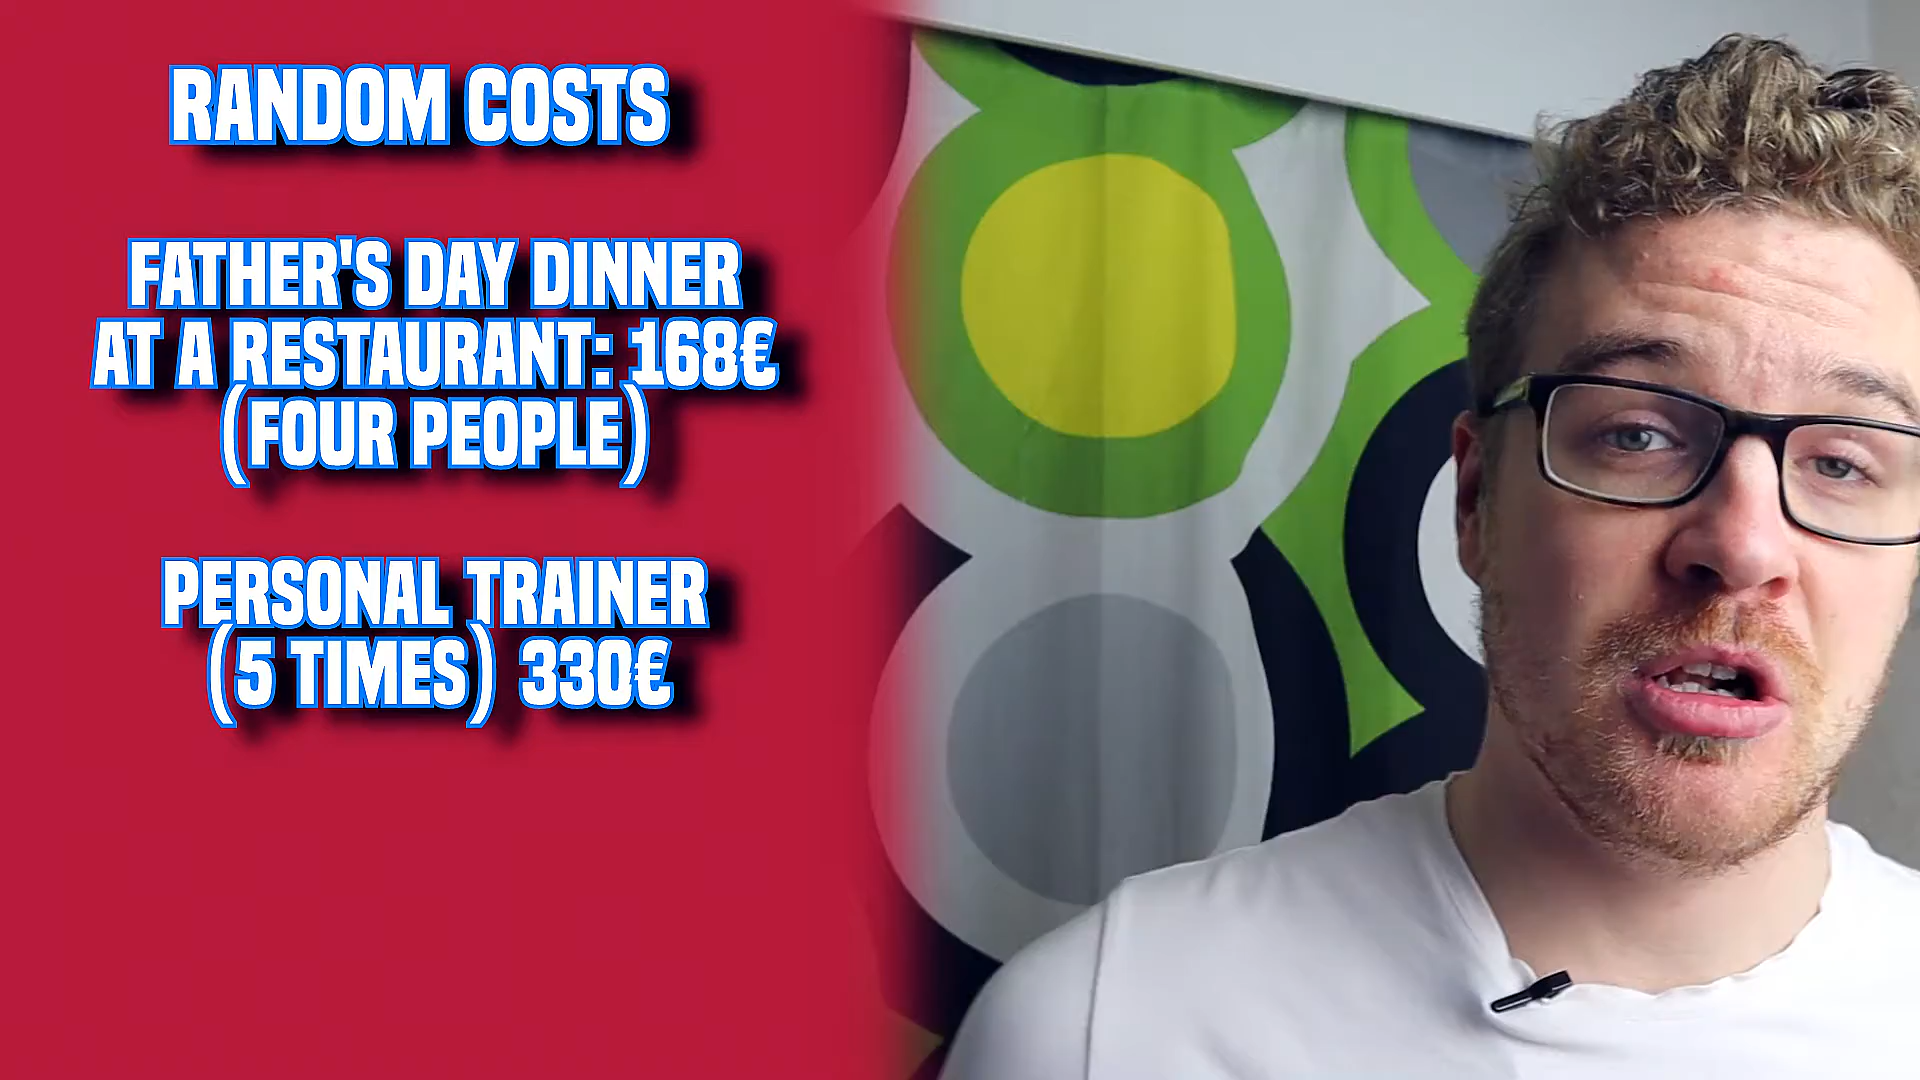 RANDOM COSTS
FATHER'S DAY DINNER
AT A RESTAURANT: 168€
(FOUR PEOPLE)
PERSONAL TRAINER
(5 TIMES) 330€